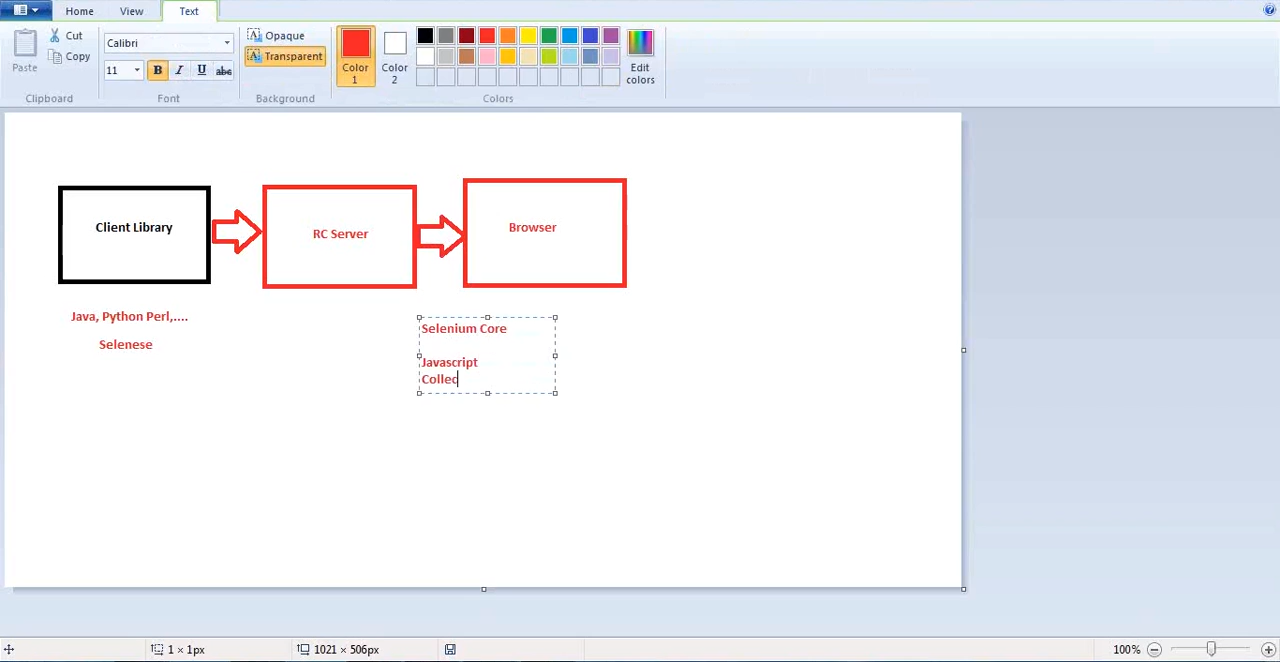 Home View Text
Cut
Copy
Paste
Clipboard
Calibri
11 B I U abc
Font
Opaque
Transparent
Background
Color 1
Color 2
Edit colors
Colors
Client Library
RC Server
Browser
Java, Python Perl,....
Selenese
Selenium Core
Javascript
Collec
1 × 1px
1021 × 506px
100%